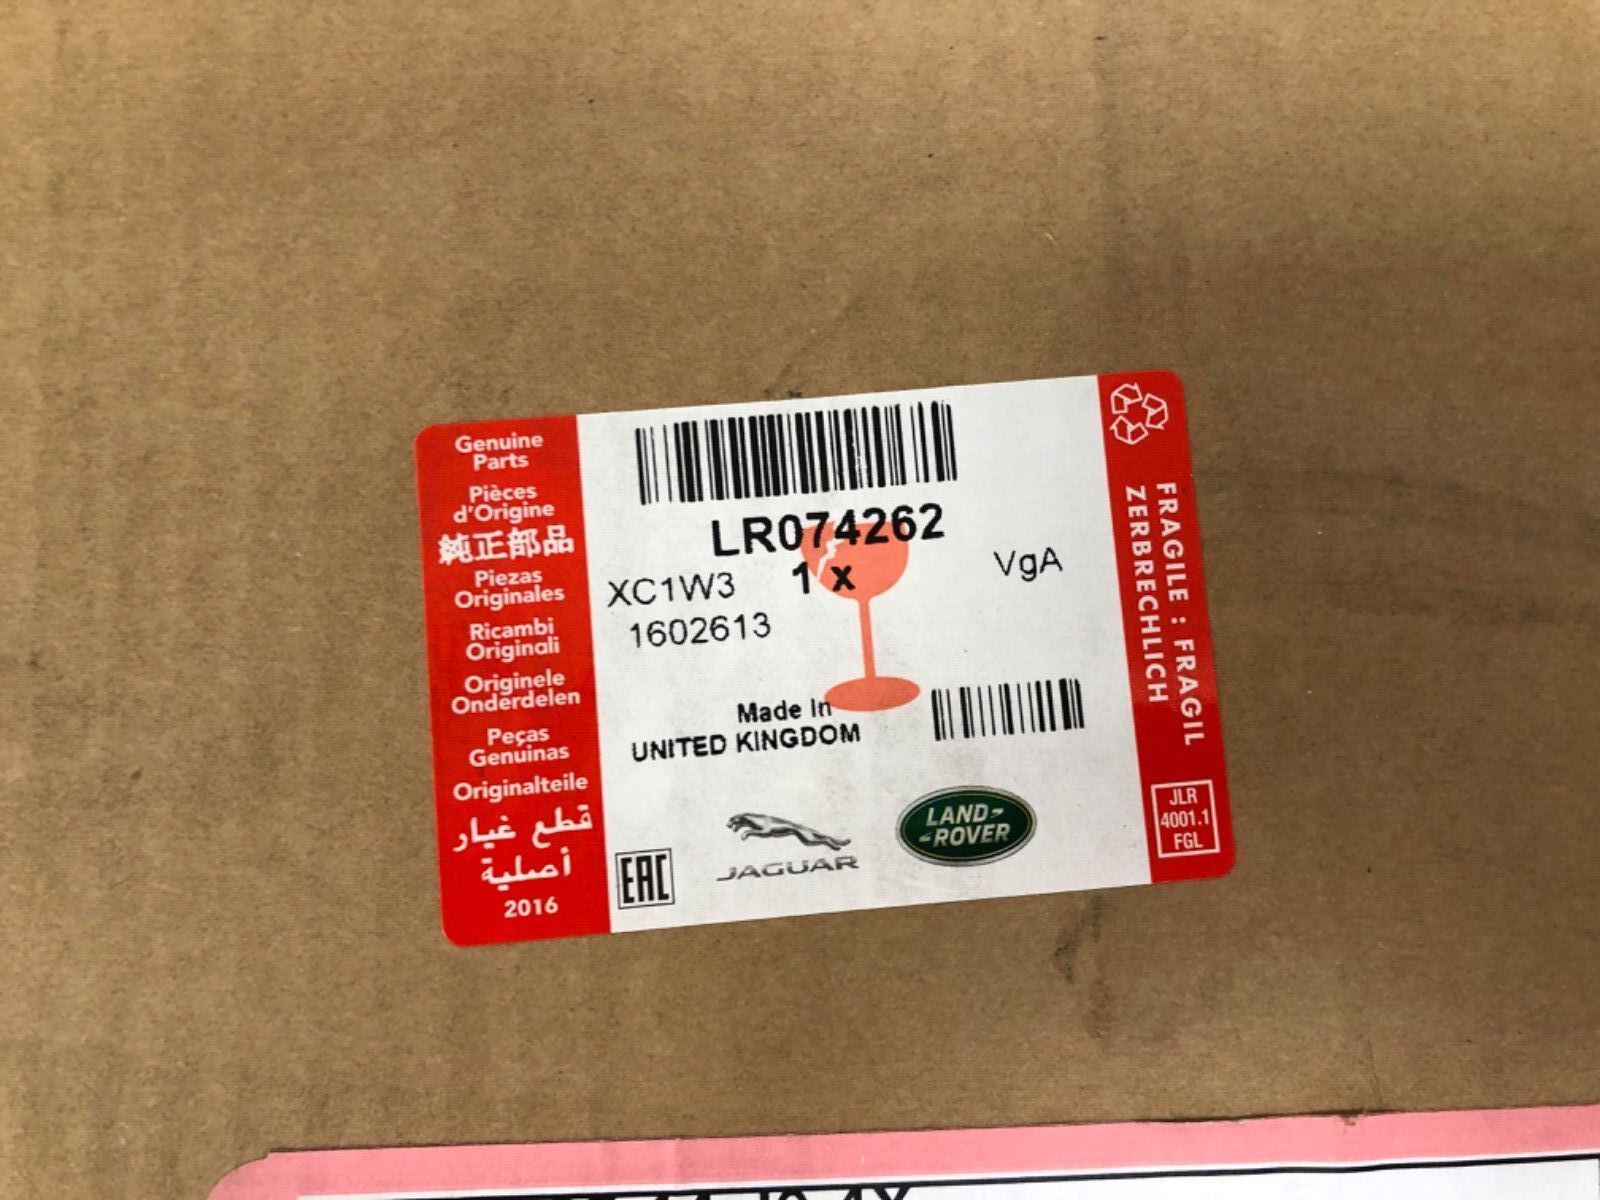 Genuine
Parts
Pièces
d'Origine
純正部品
Piezas
Originales
Ricambi
Originali
Originele
Onderdelen
Peças
Genuinas
Originalteile
قطع غيار
أصلية
2016
LR074262
XC1W3 1 x VgA
1602613
Made In
UNITED KINGDOM
EAC
JAGUAR
LAND-
-ROVER
FRAGILE : FRAGIL
ZERBRECHLICH
JLR
4001.1
FGL